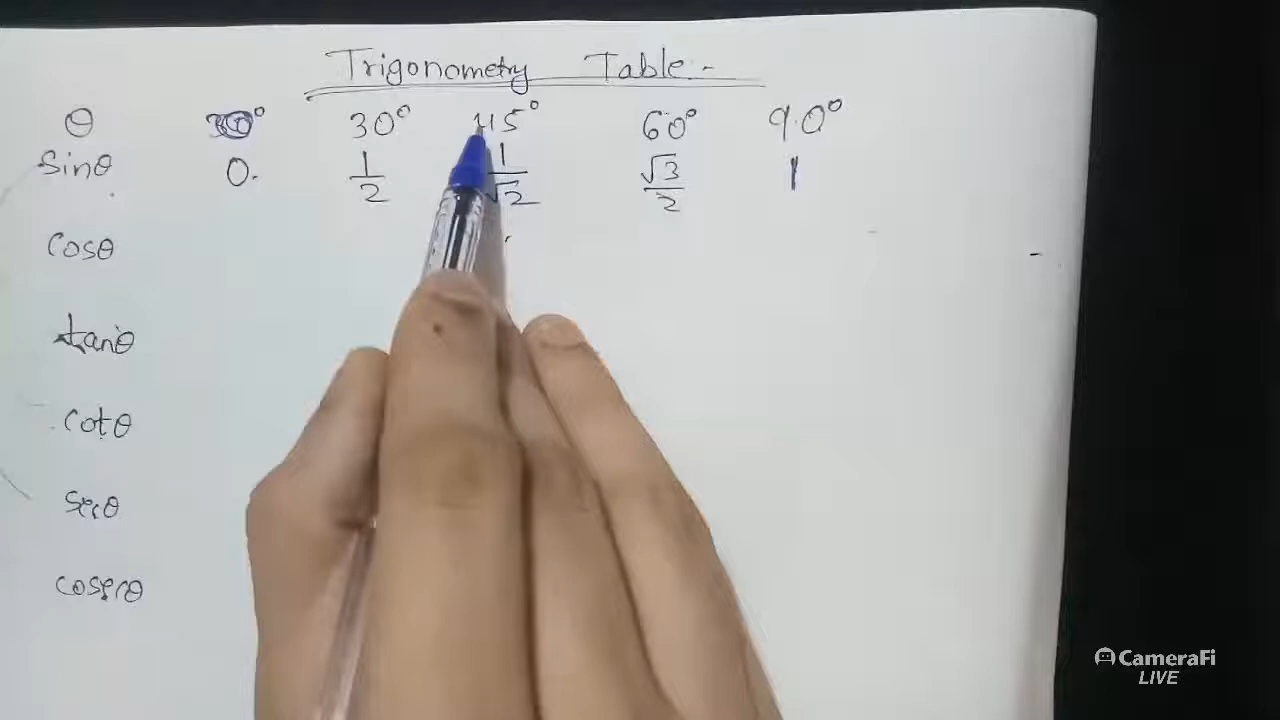 Trigonometry Table -
θ 0° 30° 45° 60° 90°
sinθ 0 1/2 1/√2 √3/2 1
cosθ
tanθ
cotθ
secθ
cosecθ
CameraFi
LIVE